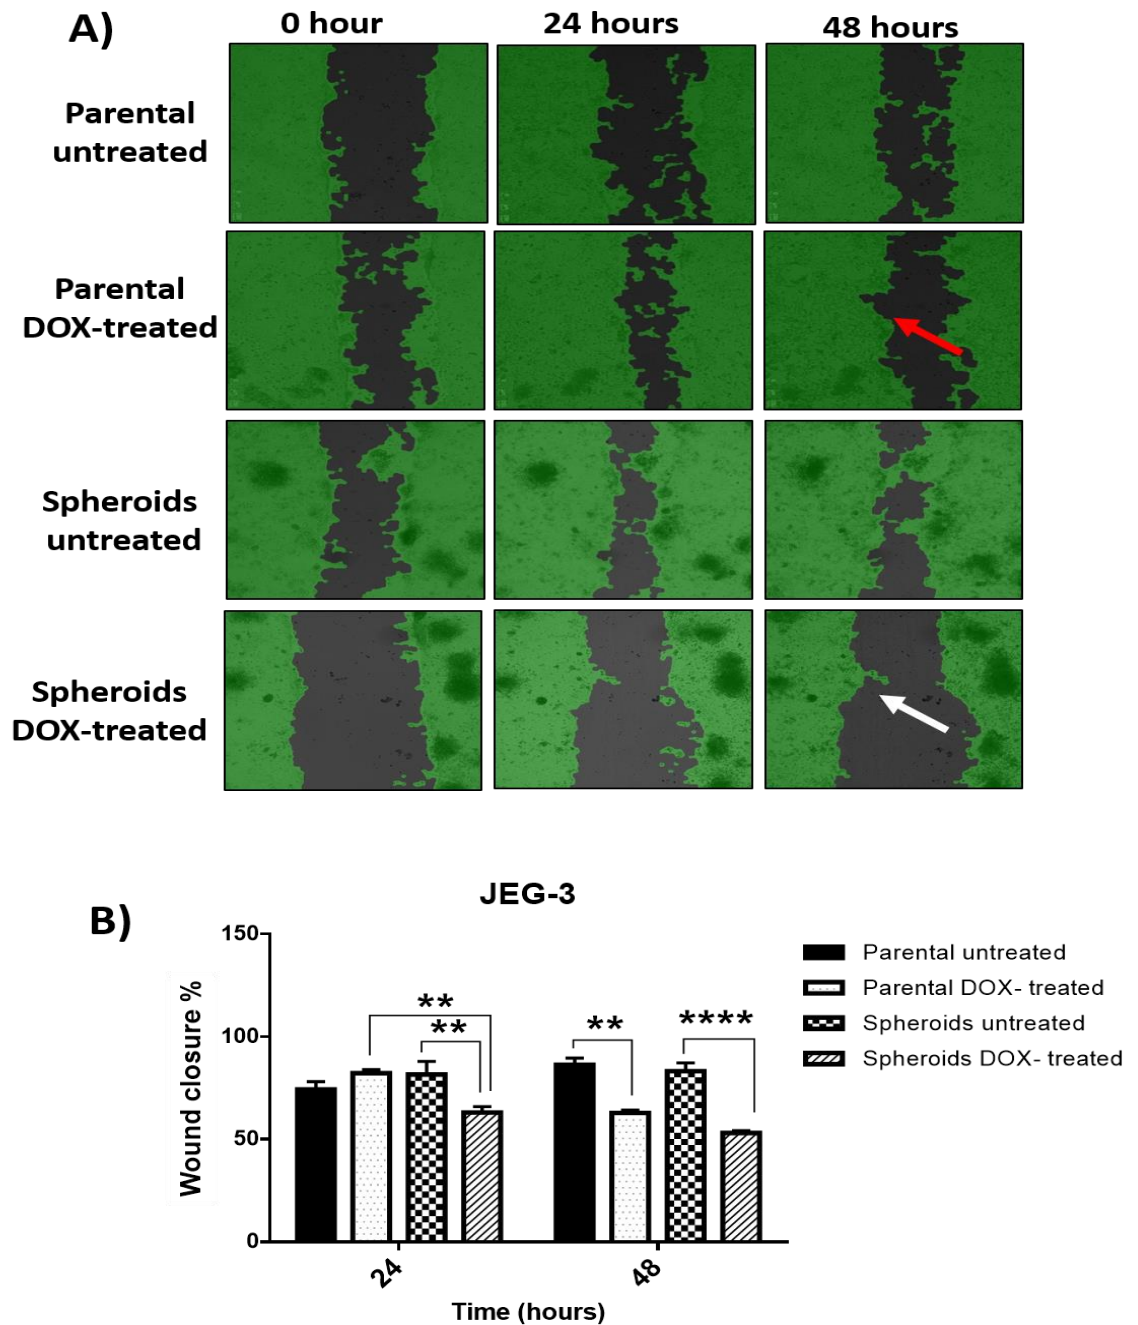 A)
0 hour
24 hours
48 hours
Parental
untreated
Parental
DOX-treated
Spheroids
untreated
Spheroids
DOX-treated
B)
JEG-3
Wound closure %
150
100
50
0
**
**
**
****
24
48
Time (hours)
Parental untreated
Parental DOX- treated
Spheroids untreated
Spheroids DOX- treated